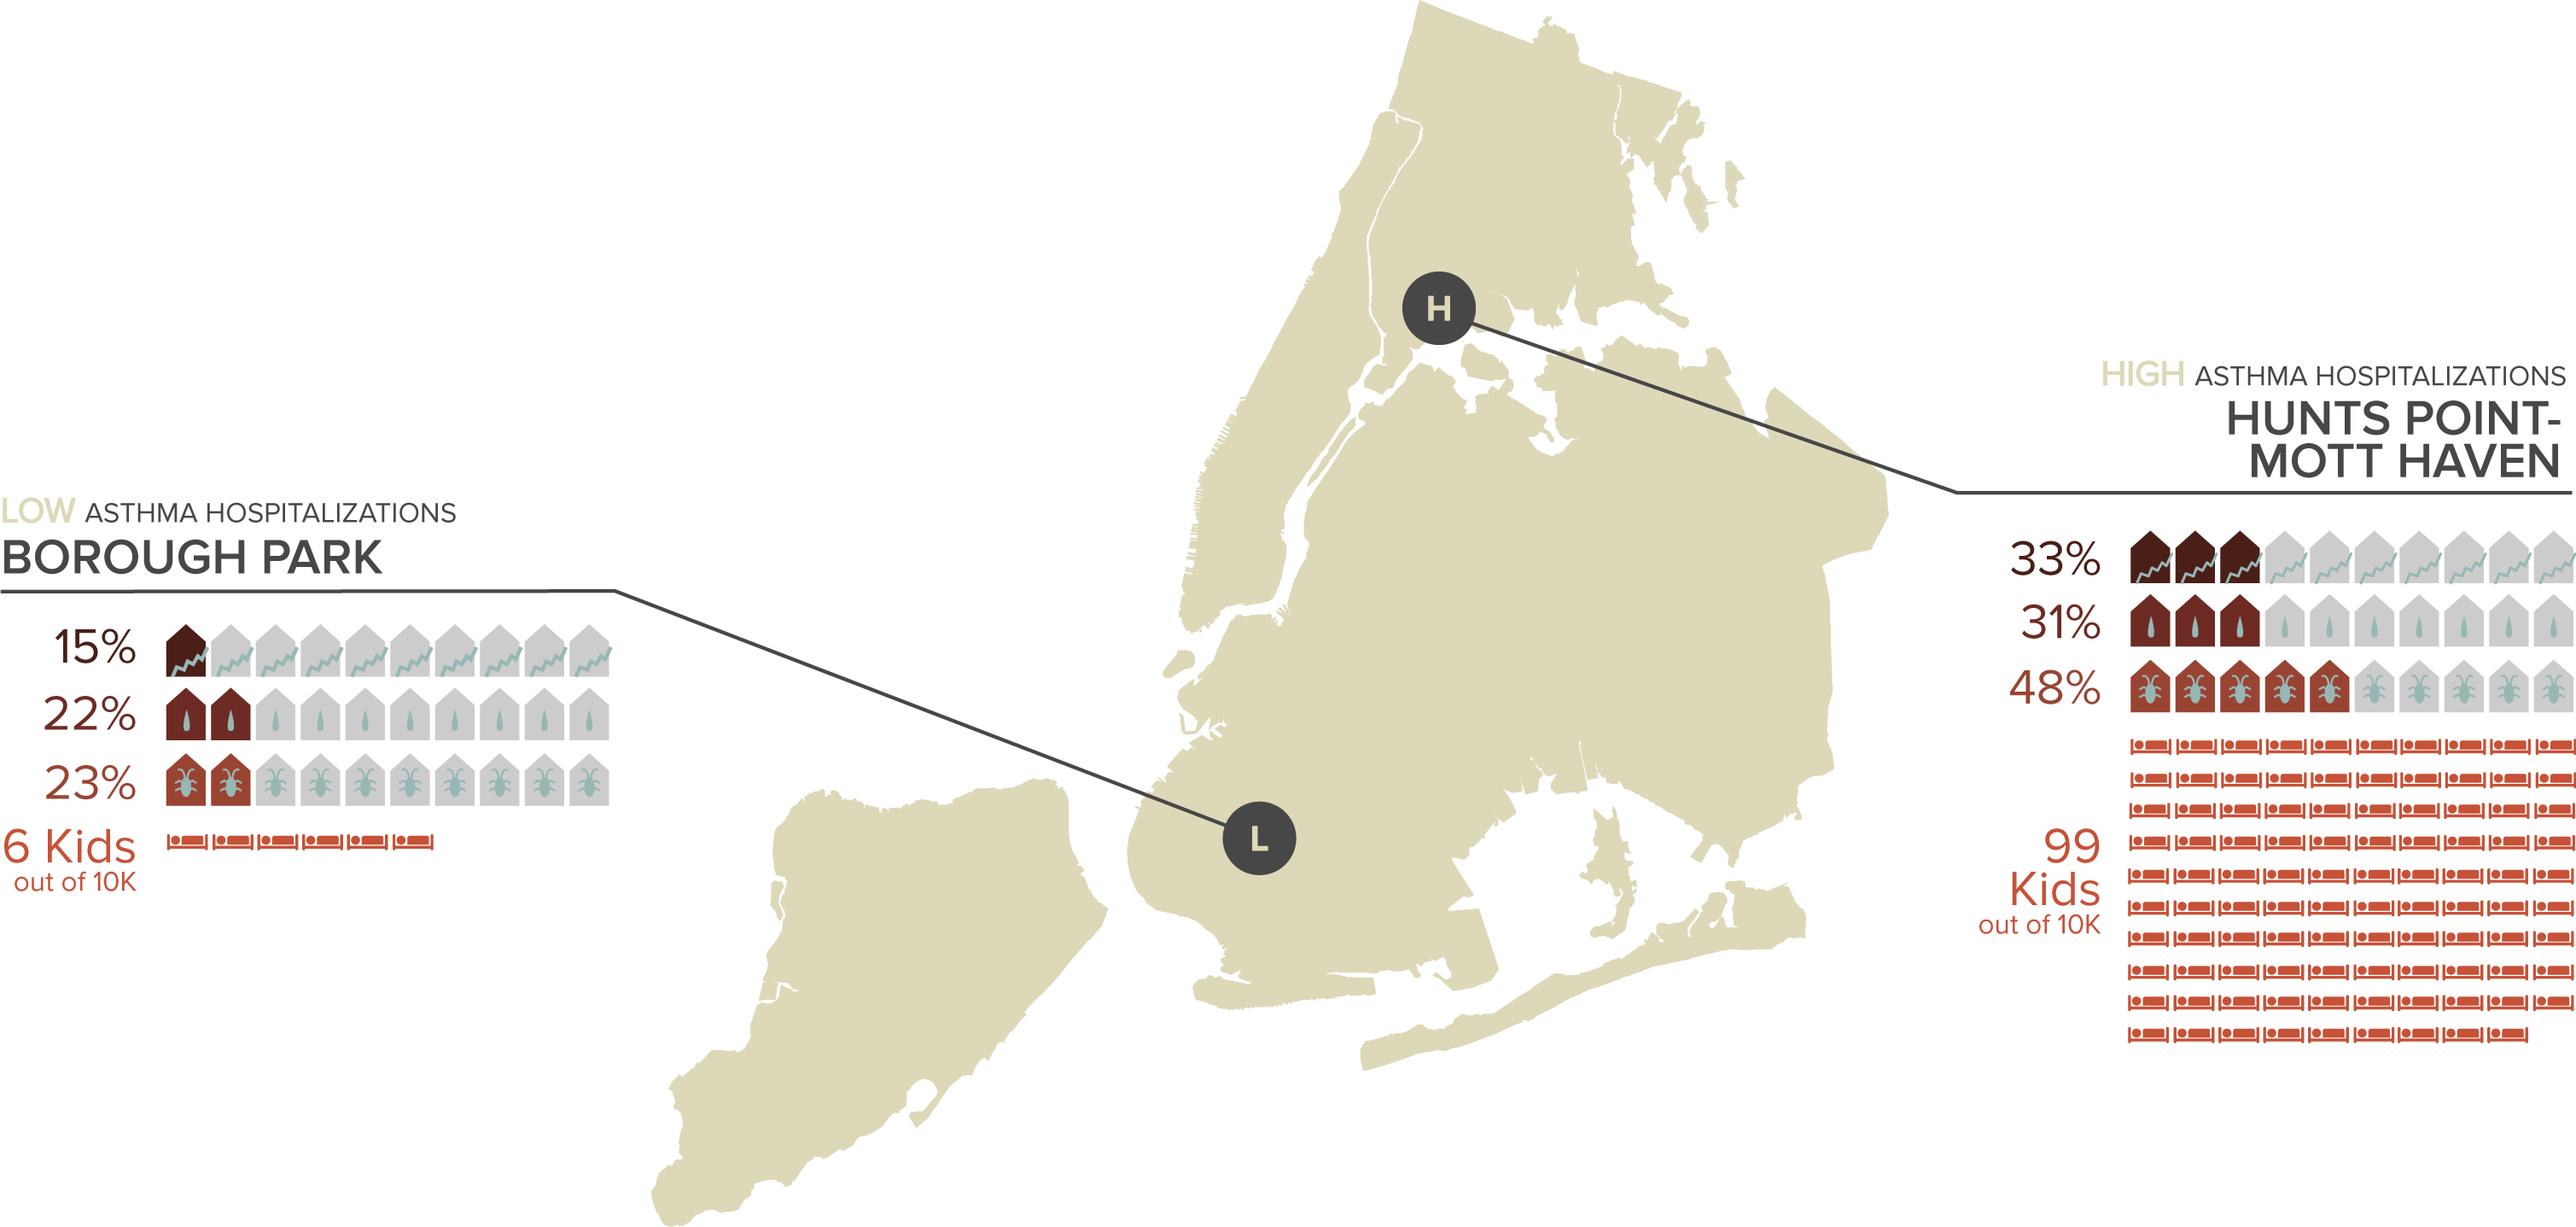 LOW ASTHMA HOSPITALIZATIONS
BOROUGH PARK
15%
22%
23%
6 Kids
out of 10K
H
L
HIGH ASTHMA HOSPITALIZATIONS
HUNTS POINT-
MOTT HAVEN
33%
31%
48%
99
Kids
out of 10K